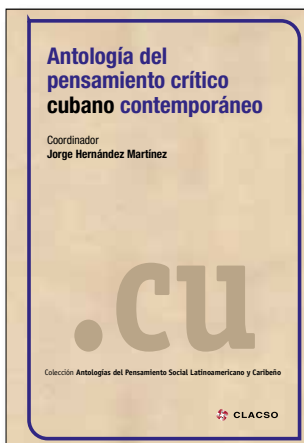 Antología del
pensamiento crítico
cubano contemporáneo
Coordinador
Jorge Hernández Martínez
.cu
Colección Antologías del Pensamiento Social Latinoamericano y Caribeño
CLACSO